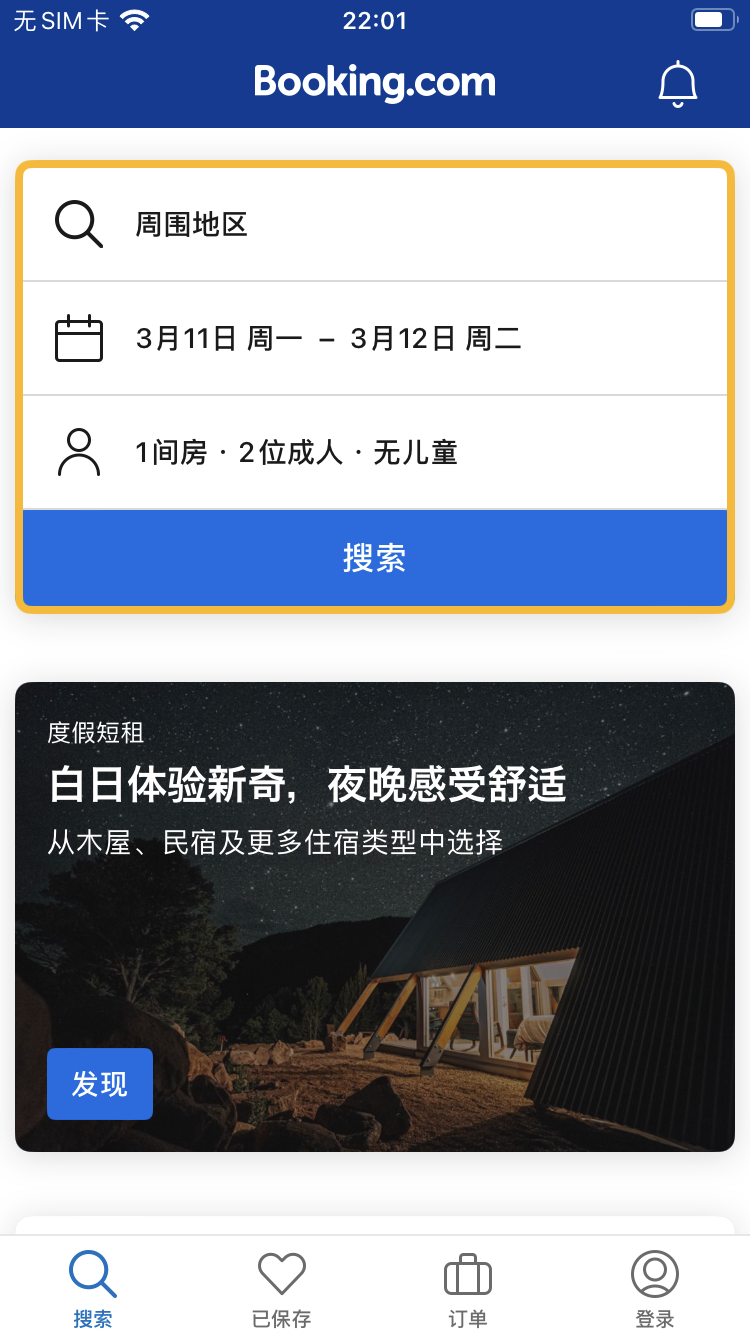 无SIM卡
22:01
Booking.com
周围地区
3月11日 周一 – 3月12日 周二
1间房 · 2位成人 · 无儿童
搜索
度假短租
白日体验新奇，夜晚感受舒适
从木屋、民宿及更多住宿类型中选择
发现
搜索
已保存
订单
登录